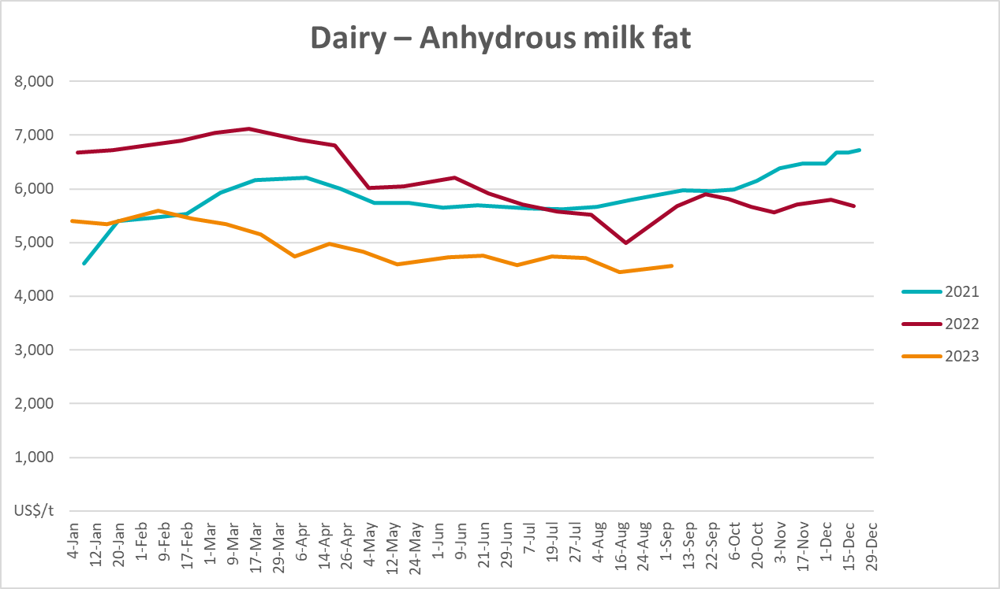 Dairy – Anhydrous milk fat
8,000
7,000
6,000
5,000
4,000
3,000
2,000
1,000
US$/t
4-Jan
12-Jan
20-Jan
1-Feb
9-Feb
17-Feb
1-Mar
9-Mar
17-Mar
29-Mar
6-Apr
14-Apr
26-Apr
4-May
12-May
24-May
1-Jun
9-Jun
21-Jun
29-Jun
7-Jul
19-Jul
27-Jul
4-Aug
16-Aug
24-Aug
1-Sep
13-Sep
22-Sep
6-Oct
20-Oct
3-Nov
17-Nov
1-Dec
15-Dec
29-Dec
2021
2022
2023